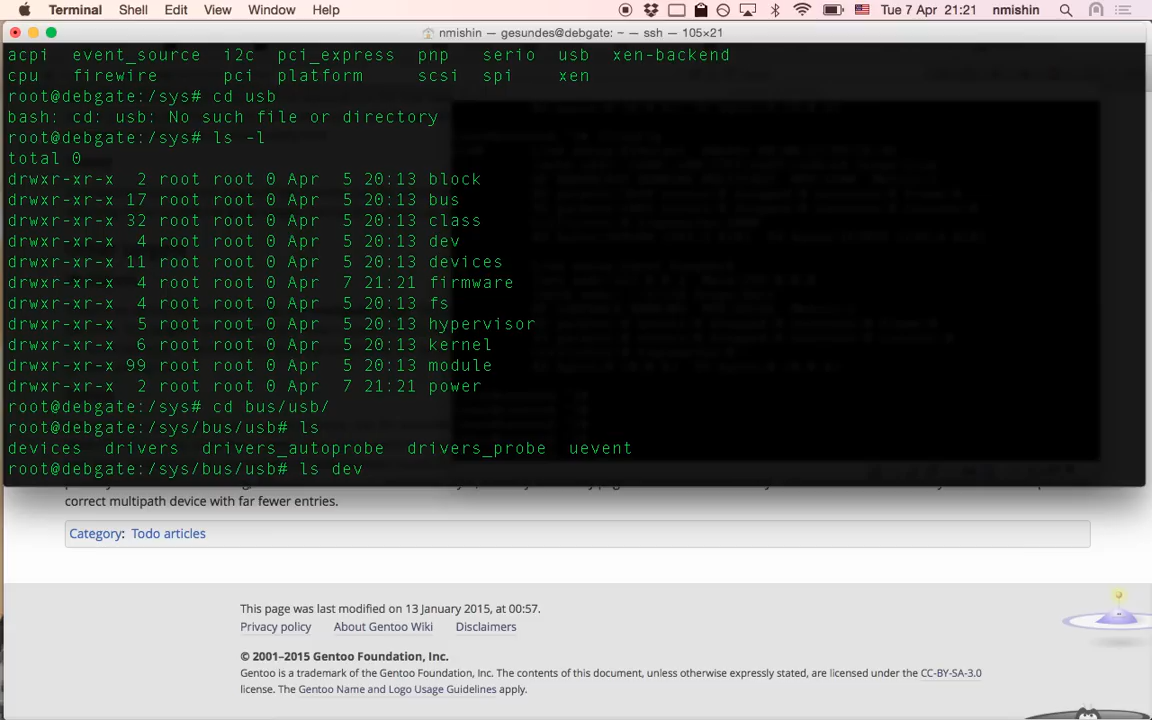 Terminal Shell Edit View Window Help Tue 7 Apr 21:21 nmishin
nmishin — gesundes@debgate: ~ — ssh — 105×21
acpi event_source i2c pci_express pnp serio usb xen-backend
cpu firewire pci platform scsi spi xen
root@debgate:/sys# cd usb
bash: cd: usb: No such file or directory
root@debgate:/sys# ls -l
total 0
drwxr-xr-x 2 root root 0 Apr 5 20:13 block
drwxr-xr-x 17 root root 0 Apr 5 20:13 bus
drwxr-xr-x 32 root root 0 Apr 5 20:13 class
drwxr-xr-x 4 root root 0 Apr 5 20:13 dev
drwxr-xr-x 11 root root 0 Apr 5 20:13 devices
drwxr-xr-x 4 root root 0 Apr 7 21:21 firmware
drwxr-xr-x 4 root root 0 Apr 5 20:13 fs
drwxr-xr-x 5 root root 0 Apr 5 20:13 hypervisor
drwxr-xr-x 6 root root 0 Apr 5 20:13 kernel
drwxr-xr-x 99 root root 0 Apr 5 20:13 module
drwxr-xr-x 2 root root 0 Apr 7 21:21 power
root@debgate:/sys# cd bus/usb/
root@debgate:/sys/bus/usb# ls
devices drivers drivers_autoprobe drivers_probe uevent
root@debgate:/sys/bus/usb# ls dev
correct multipath device with far fewer entries.
Category: Todo articles
This page was last modified on 13 January 2015, at 00:57.
Privacy policy About Gentoo Wiki Disclaimers
© 2001–2015 Gentoo Foundation, Inc.
Gentoo is a trademark of the Gentoo Foundation, Inc. The contents of this document, unless otherwise expressly stated, are licensed under the CC-BY-SA-3.0
license. The Gentoo Name and Logo Usage Guidelines apply.